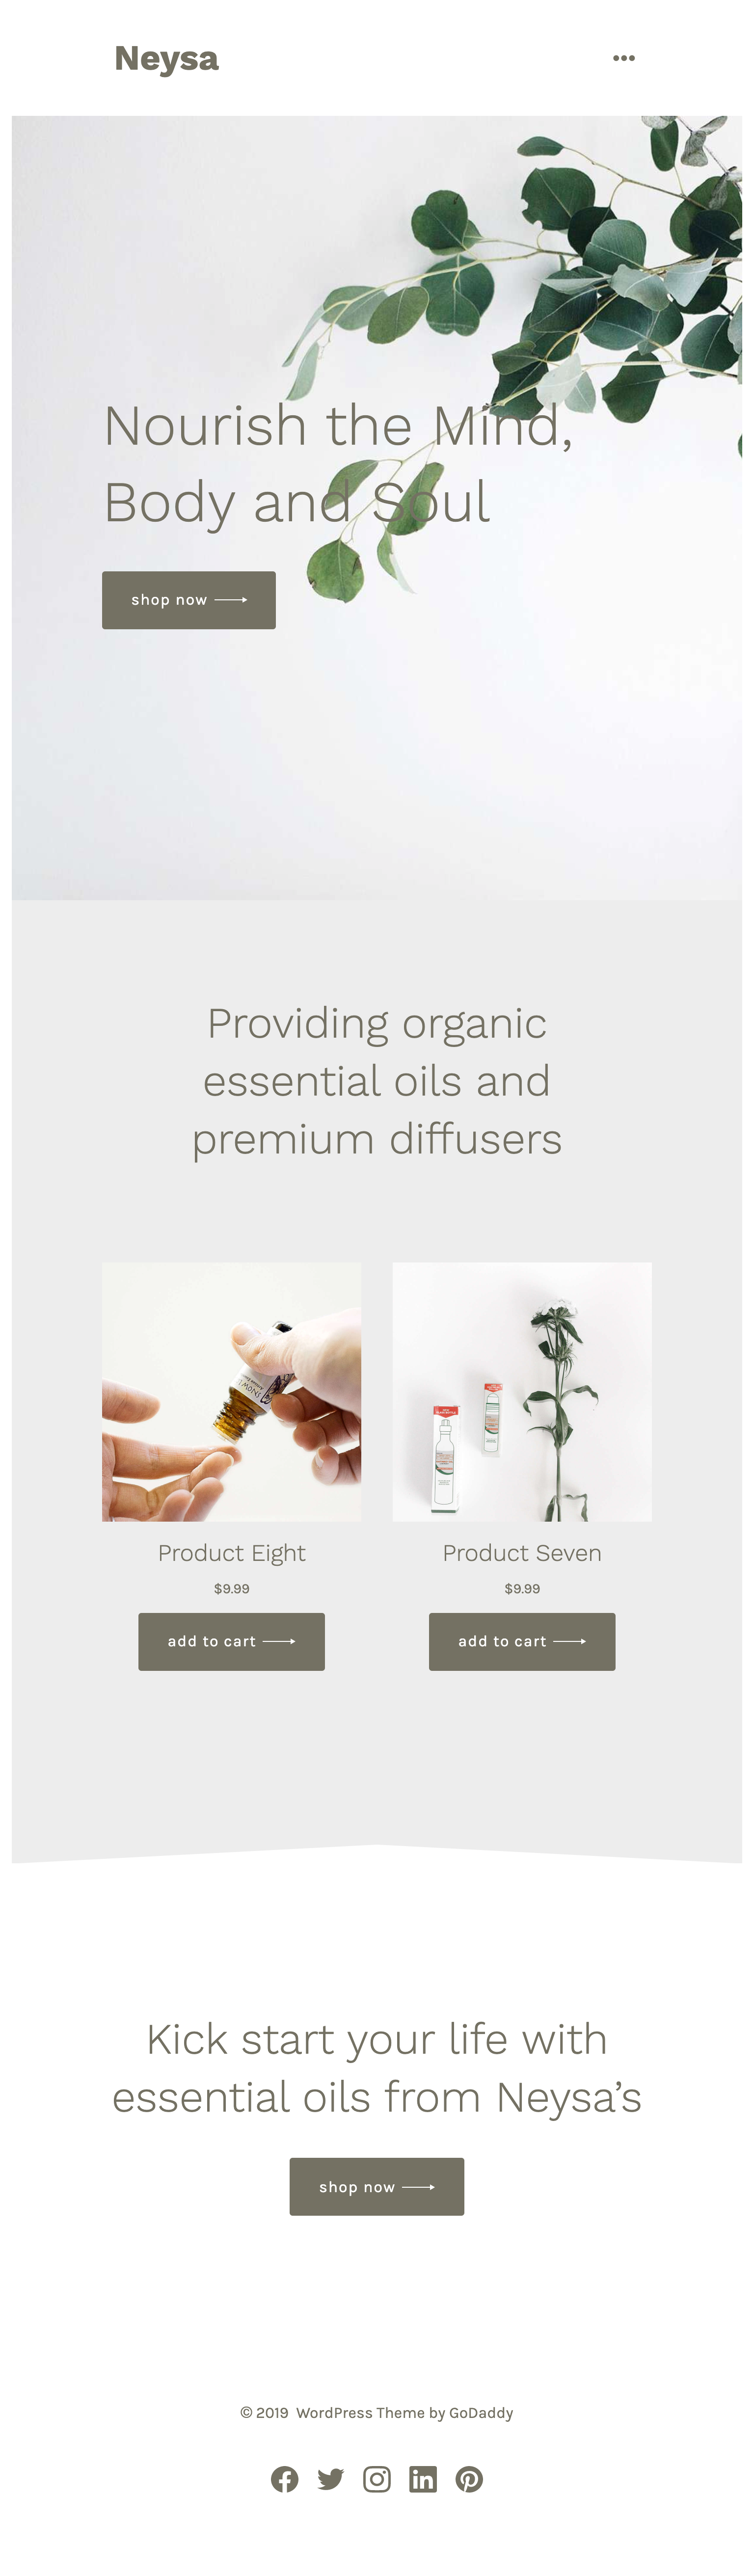 Neysa
Nourish the Mind,
Body and Soul
shop now
Providing organic
essential oils and
premium diffusers
Product Eight
$9.99
add to cart
Product Seven
$9.99
add to cart
Kick start your life with
essential oils from Neysa’s
shop now
© 2019 WordPress Theme by GoDaddy